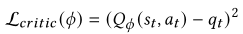 ℒ_critic(ϕ) = (Q_ϕ(s_t, a_t) − q_t)²